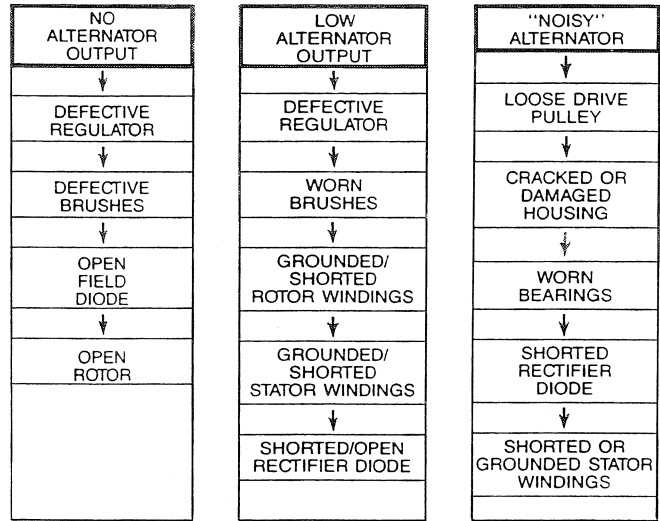 NO
ALTERNATOR
OUTPUT
DEFECTIVE
REGULATOR
DEFECTIVE
BRUSHES
OPEN
FIELD
DIODE
OPEN
ROTOR
LOW
ALTERNATOR
OUTPUT
DEFECTIVE
REGULATOR
WORN
BRUSHES
GROUNDED/
SHORTED
ROTOR WINDINGS
GROUNDED/
SHORTED
STATOR WINDINGS
SHORTED/OPEN
RECTIFIER DIODE
"NOISY"
ALTERNATOR
LOOSE DRIVE
PULLEY
CRACKED OR
DAMAGED
HOUSING
WORN
BEARINGS
SHORTED
RECTIFIER
DIODE
SHORTED OR
GROUNDED STATOR
WINDINGS